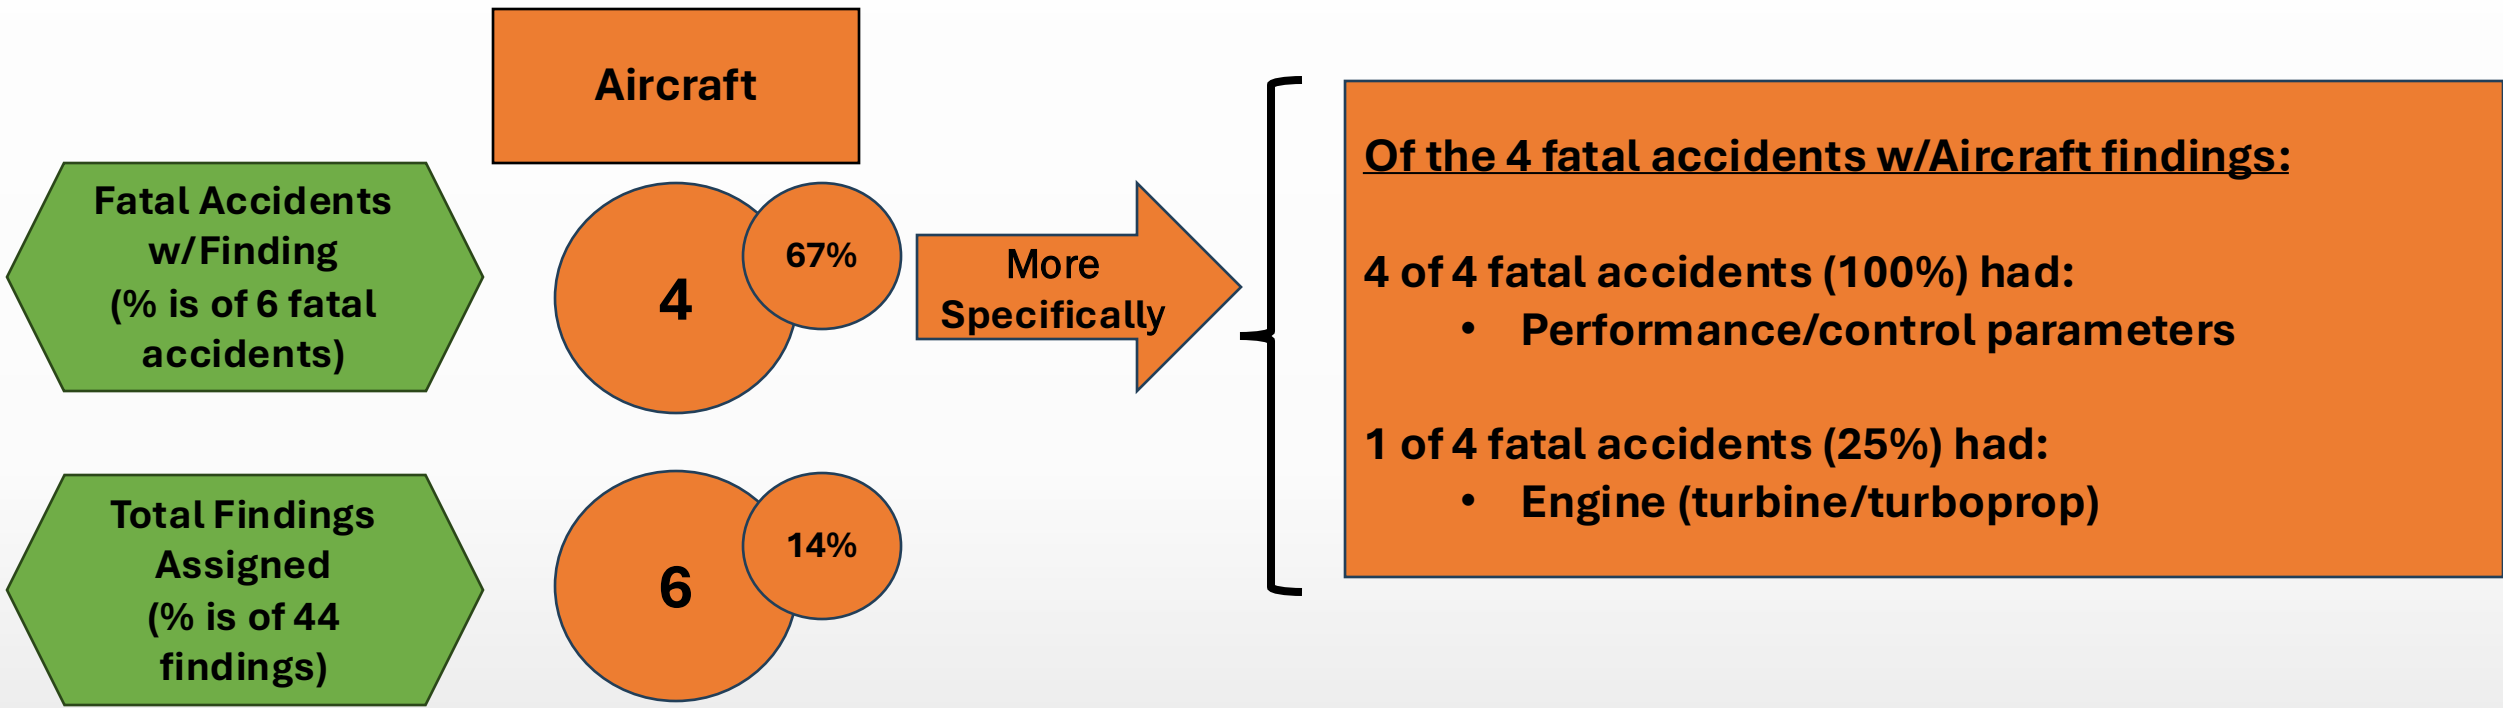 Aircraft
Fatal Accidents
w/Finding
(% is of 6 fatal
accidents)
4
67%
More
Specifically
Total Findings
Assigned
(% is of 44
findings)
6
14%
Of the 4 fatal accidents w/Aircraft findings:
4 of 4 fatal accidents (100%) had:
• Performance/control parameters
1 of 4 fatal accidents (25%) had:
• Engine (turbine/turboprop)